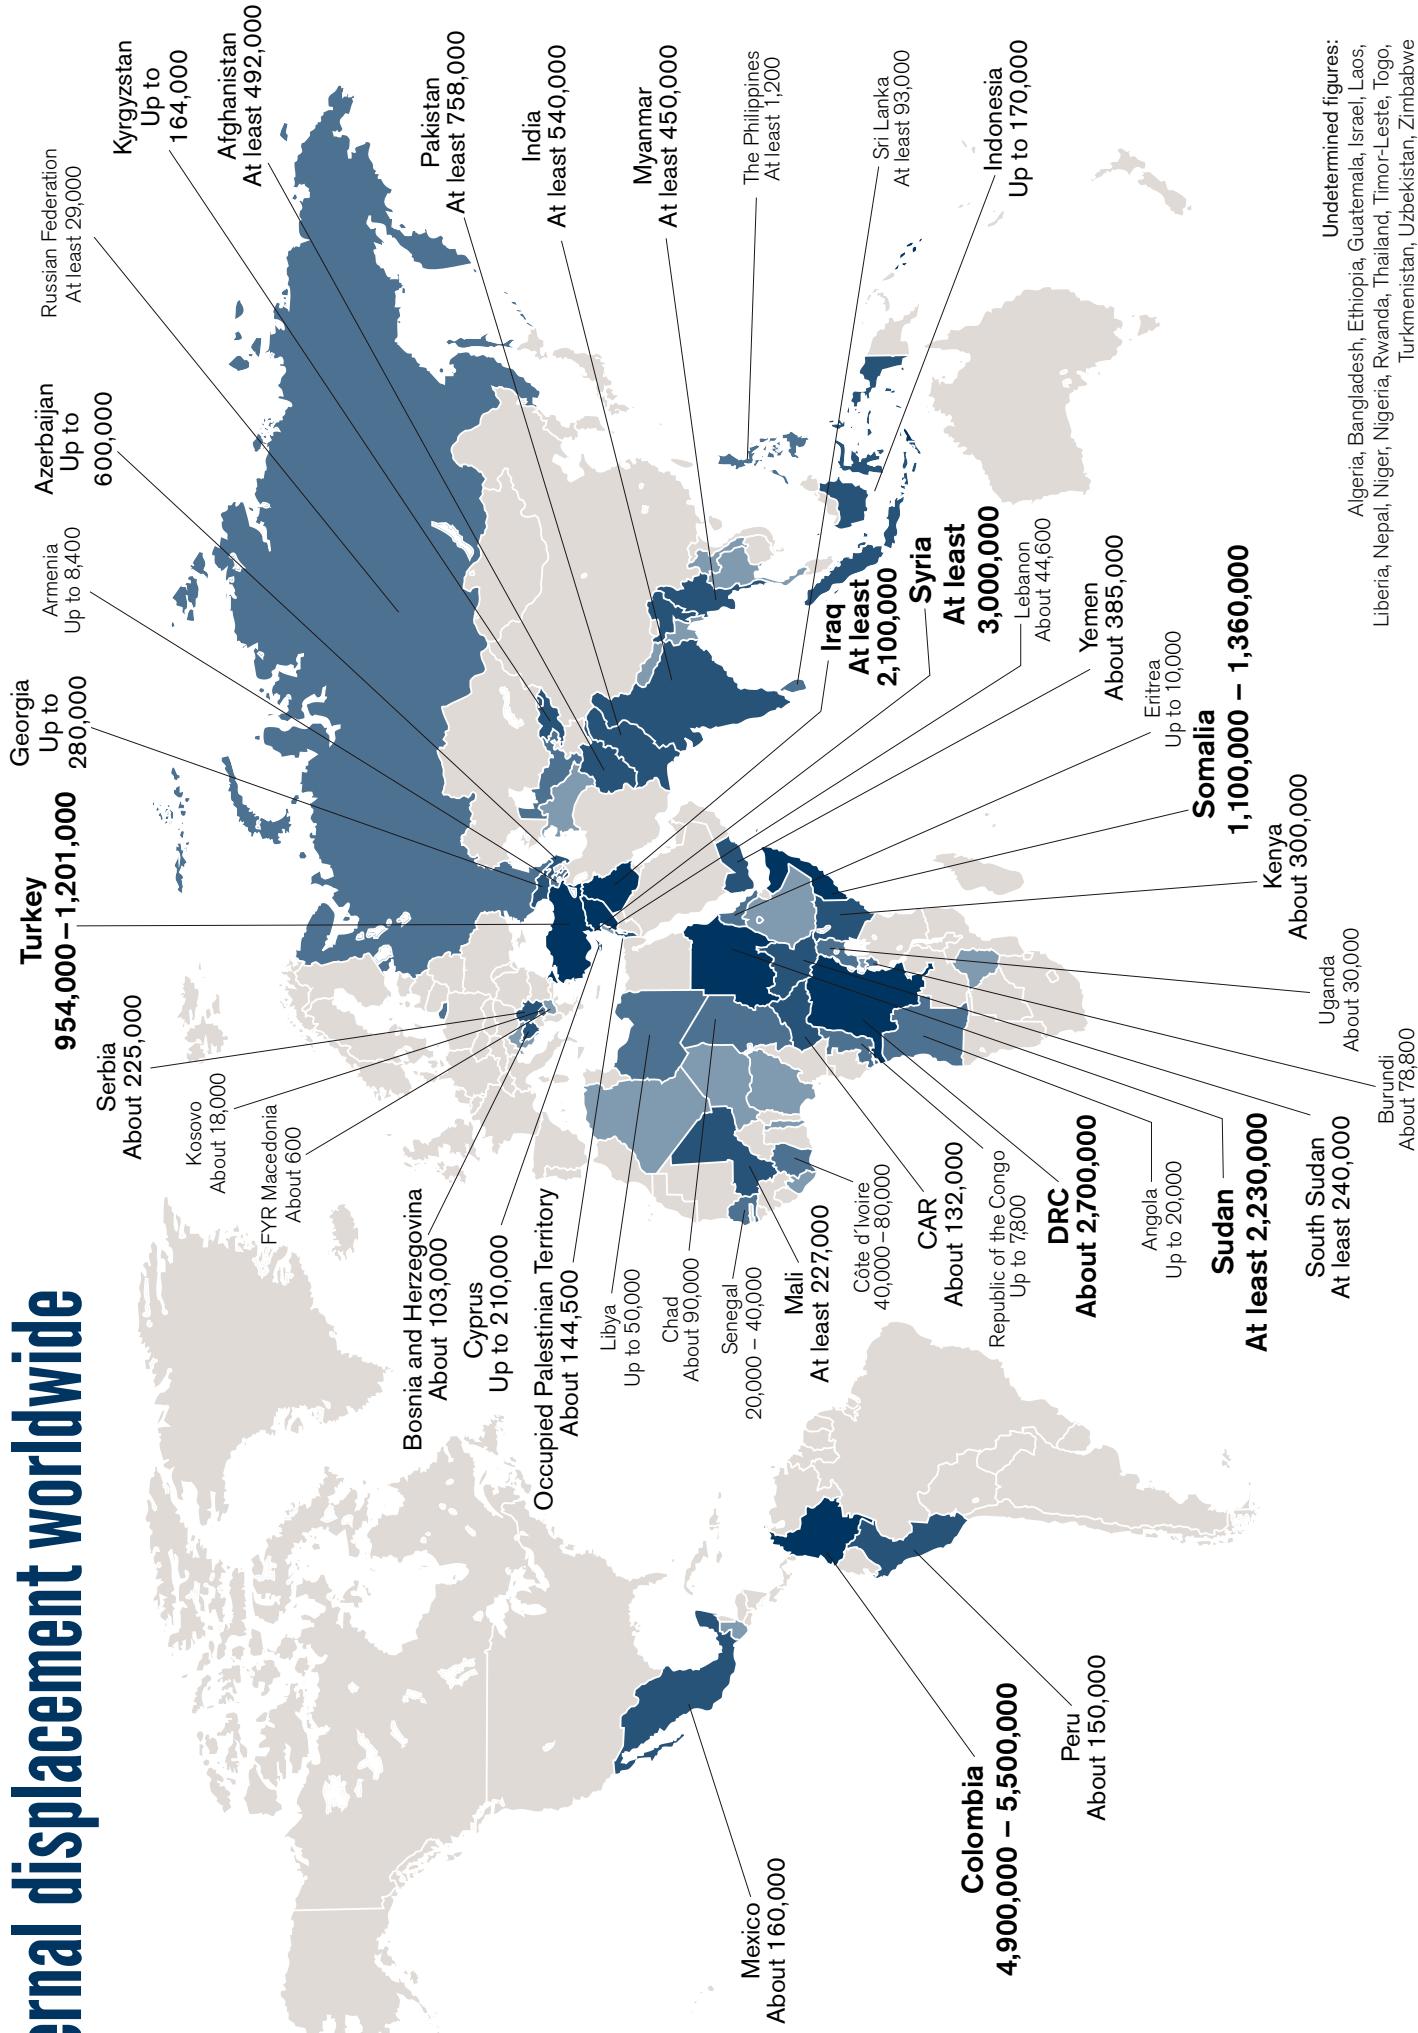 ernal displacement worldwide
Turkey
954,000 – 1,201,000
Georgia
Up to
280,000
Armenia
Up to 8,400
Azerbaijan
Up to
600,000
Russian Federation
At least 29,000
Kyrgyzstan
Up to
164,000
Afghanistan
At least 492,000
Pakistan
At least 758,000
India
At least 540,000
Myanmar
At least 450,000
The Philippines
At least 1,200
Sri Lanka
At least 93,000
Indonesia
Up to 170,000
Serbia
About 225,000
Kosovo
About 18,000
FYR Macedonia
About 600
Bosnia and Herzegovina
About 103,000
Cyprus
Up to 210,000
Occupied Palestinian Territory
About 144,500
Libya
Up to 50,000
Chad
About 90,000
Senegal
20,000 – 40,000
Mali
At least 227,000
Côte d'Ivoire
40,000 – 80,000
CAR
About 132,000
Republic of the Congo
Up to 7,800
DRC
About 2,700,000
Angola
Up to 20,000
Sudan
At least 2,230,000
South Sudan
At least 240,000
Burundi
About 78,800
Uganda
About 30,000
Kenya
About 300,000
Somalia
1,100,000 – 1,360,000
Eritrea
Up to 10,000
Yemen
About 385,000
Lebanon
About 44,600
Syria
At least
3,000,000
Iraq
At least
2,100,000
Mexico
About 160,000
Colombia
4,900,000 – 5,500,000
Peru
About 150,000
Undetermined figures:
Algeria, Bangladesh, Ethiopia, Guatemala, Israel, Laos,
Liberia, Nepal, Niger, Nigeria, Rwanda, Thailand, Timor-Leste, Togo,
Turkmenistan, Uzbekistan, Zimbabwe